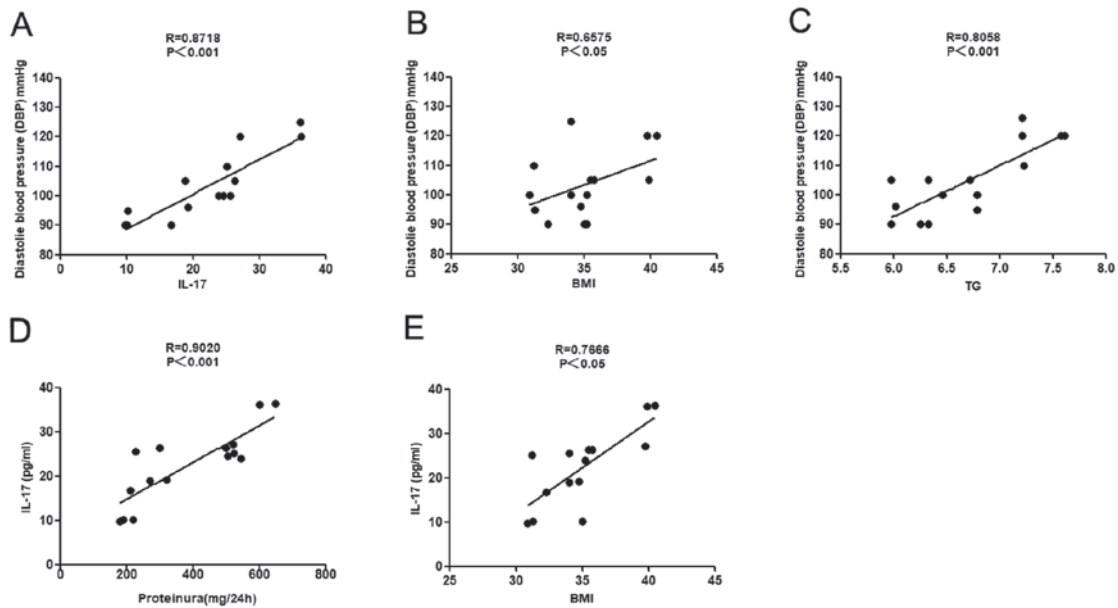 A
R=0.8718
P<0.001
Diastolie blood pressure (DBP) mmHg
140
130
120
110
100
90
80
0
10
20
30
40
IL-17
B
R=0.6575
P<0.05
Diastolie blood pressure (DBP) mmHg
140
130
120
110
100
90
80
25
30
35
40
45
BMI
C
R=0.8058
P<0.001
Diastolie blood pressure (DBP) mmHg
140
130
120
110
100
90
80
5.5
6.0
6.5
7.0
7.5
8.0
TG
D
R=0.9020
P<0.001
IL-17 (pg/ml)
40
30
20
10
0
0
200
400
600
800
Proteinura(mg/24h)
E
R=0.7666
P<0.05
IL-17 (pg/ml)
40
30
20
10
0
25
30
35
40
45
BMI